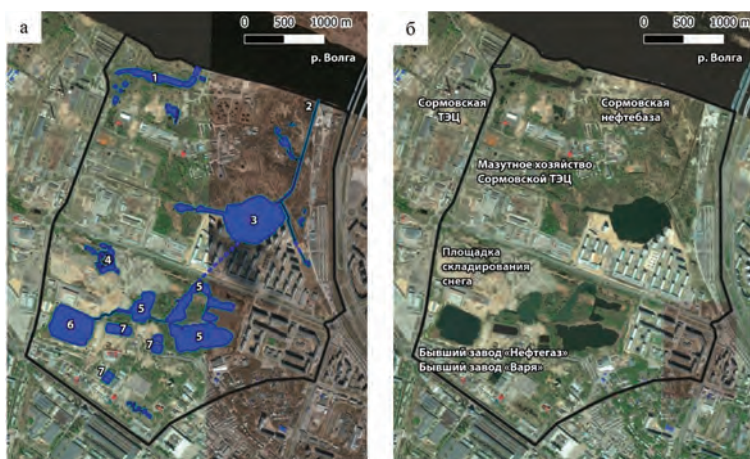 а
0 500 1000 m
р. Волга
1
2
3
4
5
5
5
6
7
7
7
б
0 500 1000 m
р. Волга
Сормовская
ТЭЦ
Сормовская
нефтебаза
Мазутное хозяйство
Сормовской ТЭЦ
Площадка
складирования
снега
Бывший завод «Нефтегаз»
Бывший завод «Варя»